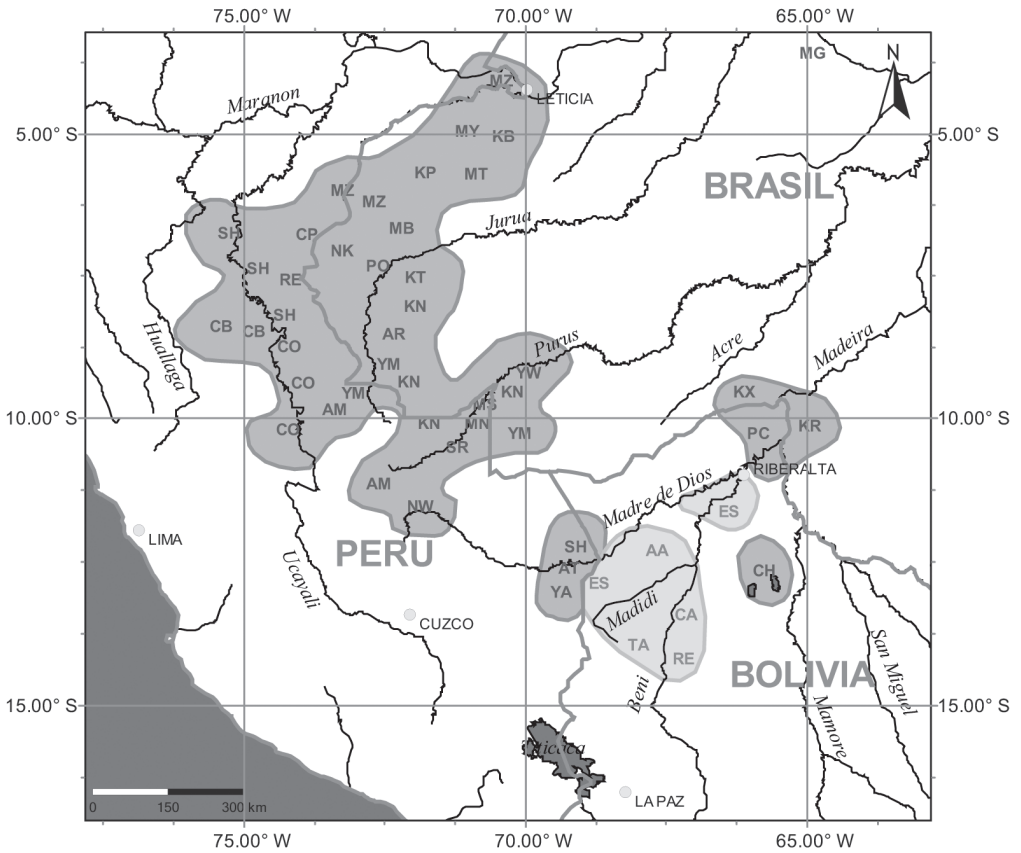 75.00° W 70.00° W 65.00° W
MG
N
MZ
LETICIA
Maranon
5.00° S
MY
KB
5.00° S
KP
MT
BRASIL
MZ
MZ
Jurua
SH
CP
MB
NK
SH
PO
RE
KT
KN
SH
CB
CB
AR
CO
Huallaga
Purus
Acre
Madeira
YM
YW
CO
KN
YM
KN
KX
AM
MS
10.00° S
CO
KN
MN
YM
PC
KR
10.00° S
SR
RIBERALTA
AM
Madre de Dios
NW
ES
LIMA
PERU
SH
AA
AT
ES
YA
CH
Ucayali
Madidi
CA
CUZCO
TA
RE
San Miguel
BOLIVIA
Beni
Mamore
15.00° S
15.00° S
LA PAZ
0 150 300 km
75.00° W 70.00° W 65.00° W